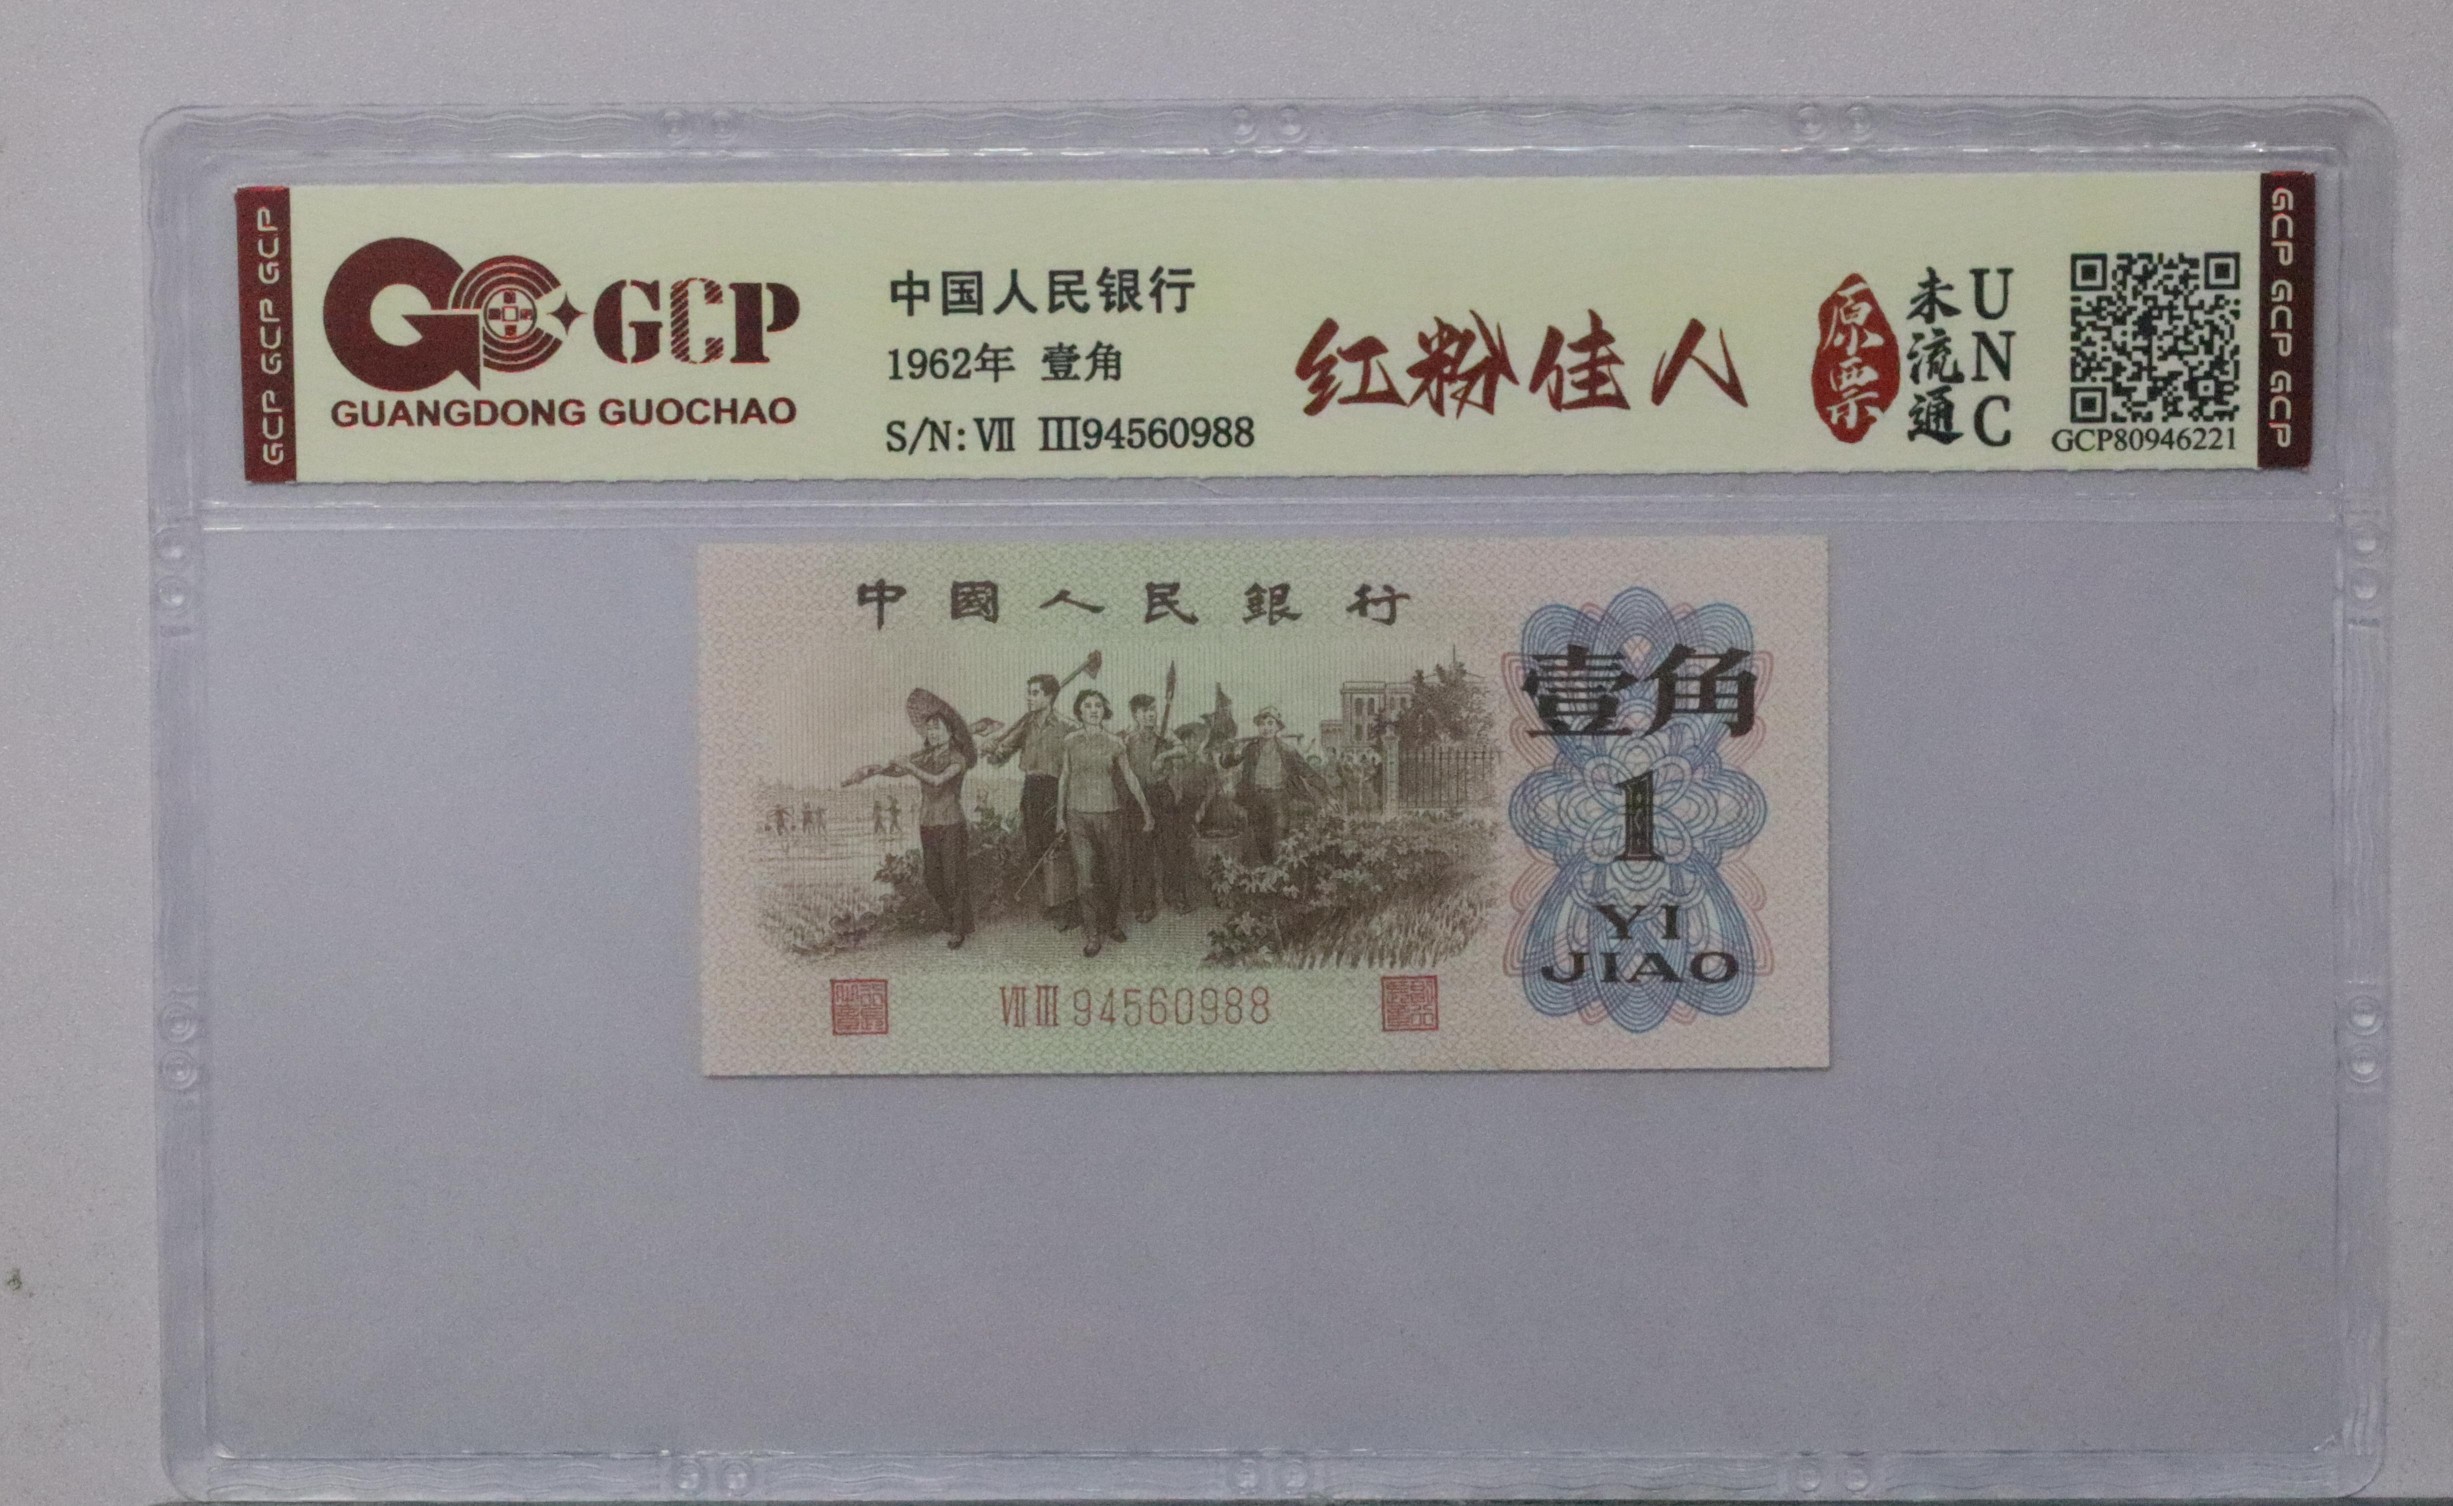 GCP GCP GCP
GCP
GUANGDONG GUOCHAO
中国人民银行
1962年 壹角
S/N: Ⅶ Ⅲ94560988
红粉佳人
原票
未流通
UNC
GCP80946221
GCP GCP GCP
中國人民銀行
壹角
1
YI
JIAO
ⅦⅢ 94560988